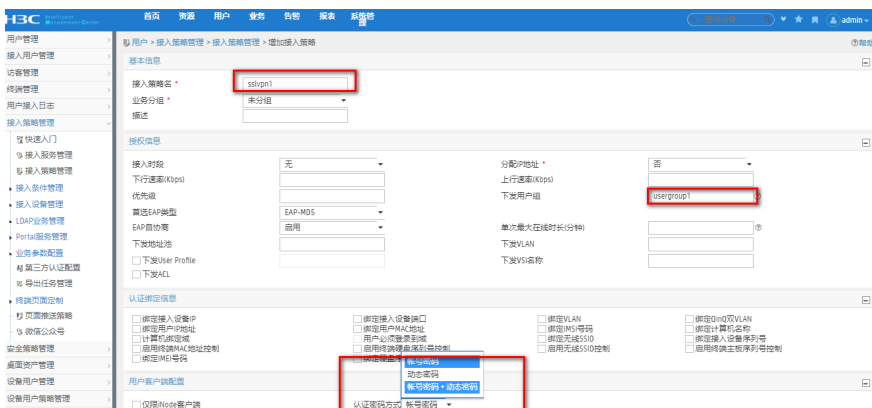 H3C Intelligent Management Center
首页 资源 用户 业务 告警 报表 系统管理
admin
用户管理
接入用户管理
访客管理
终端管理
用户接入日志
接入策略管理
快速入门
接入服务管理
接入策略管理
接入条件管理
接入设备管理
LDAP业务管理
Portal服务管理
业务参数配置
第三方认证配置
导出任务管理
终端页面定制
页面推送策略
微信公众号
安全策略管理
桌面资产管理
设备用户管理
设备用户策略管理
用户 > 接入策略管理 > 接入策略管理 > 增加接入策略
帮助
基本信息
接入策略名 * sslvpn1
业务分组 * 未分组
描述
授权信息
接入时段 无 分配IP地址 * 否
下行速率(Kbps) 上行速率(Kbps)
优先级 下发用户组 usergroup1
首选EAP类型 EAP-MD5
EAP自协商 启用 单次最大在线时长(分钟)
下发地址池 下发VLAN
下发User Profile 下发VSI名称
下发ACL
认证绑定信息
绑定接入设备IP 绑定接入设备端口 绑定VLAN 绑定QinQ双VLAN
绑定用户IP地址 绑定用户MAC地址 绑定IMSI号码 绑定计算机名称
计算机绑定域 用户必须登录到域 绑定无线SSID 绑定接入设备序列号
启用终端MAC地址控制 启用终端硬盘序列号控制 启用无线SSID控制 启用终端主板序列号控制
绑定IMEI号码 绑定硬盘序
帐号密码
动态密码
帐号密码+动态密码
用户客户端配置
仅限iNode客户端 认证密码方式 帐号密码